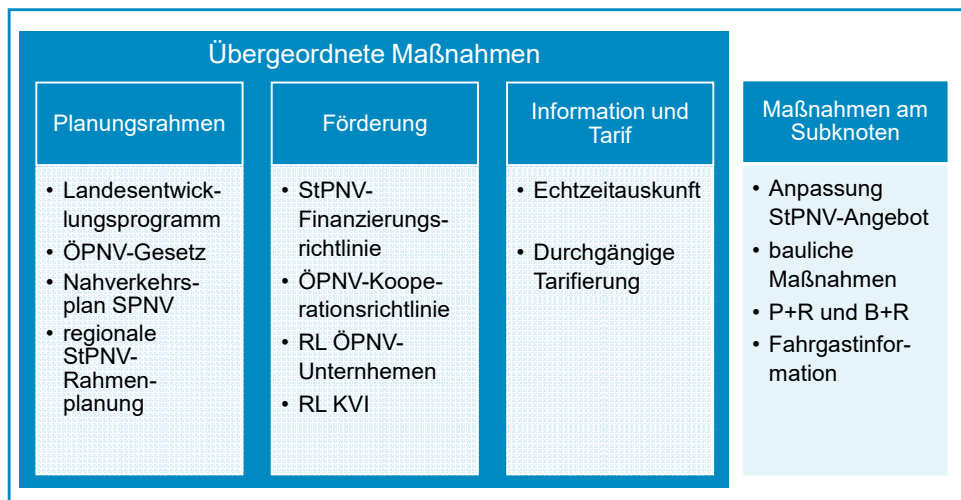 Übergeordnete Maßnahmen
Planungsrahmen
• Landesentwick-
lungsprogramm
• ÖPNV-Gesetz
• Nahverkehrs-
plan SPNV
• regionale
StPNV-
Rahmen-
planung
Förderung
• StPNV-
Finanzierungs-
richtlinie
• ÖPNV-Koope-
rationsrichtlinie
• RL ÖPNV-
Unternhemen
• RL KVI
Information und
Tarif
• Echtzeitauskunft
• Durchgängige
Tarifierung
Maßnahmen am
Subknoten
• Anpassung
StPNV-Angebot
• bauliche
Maßnahmen
• P+R und B+R
• Fahrgastinfor-
mation